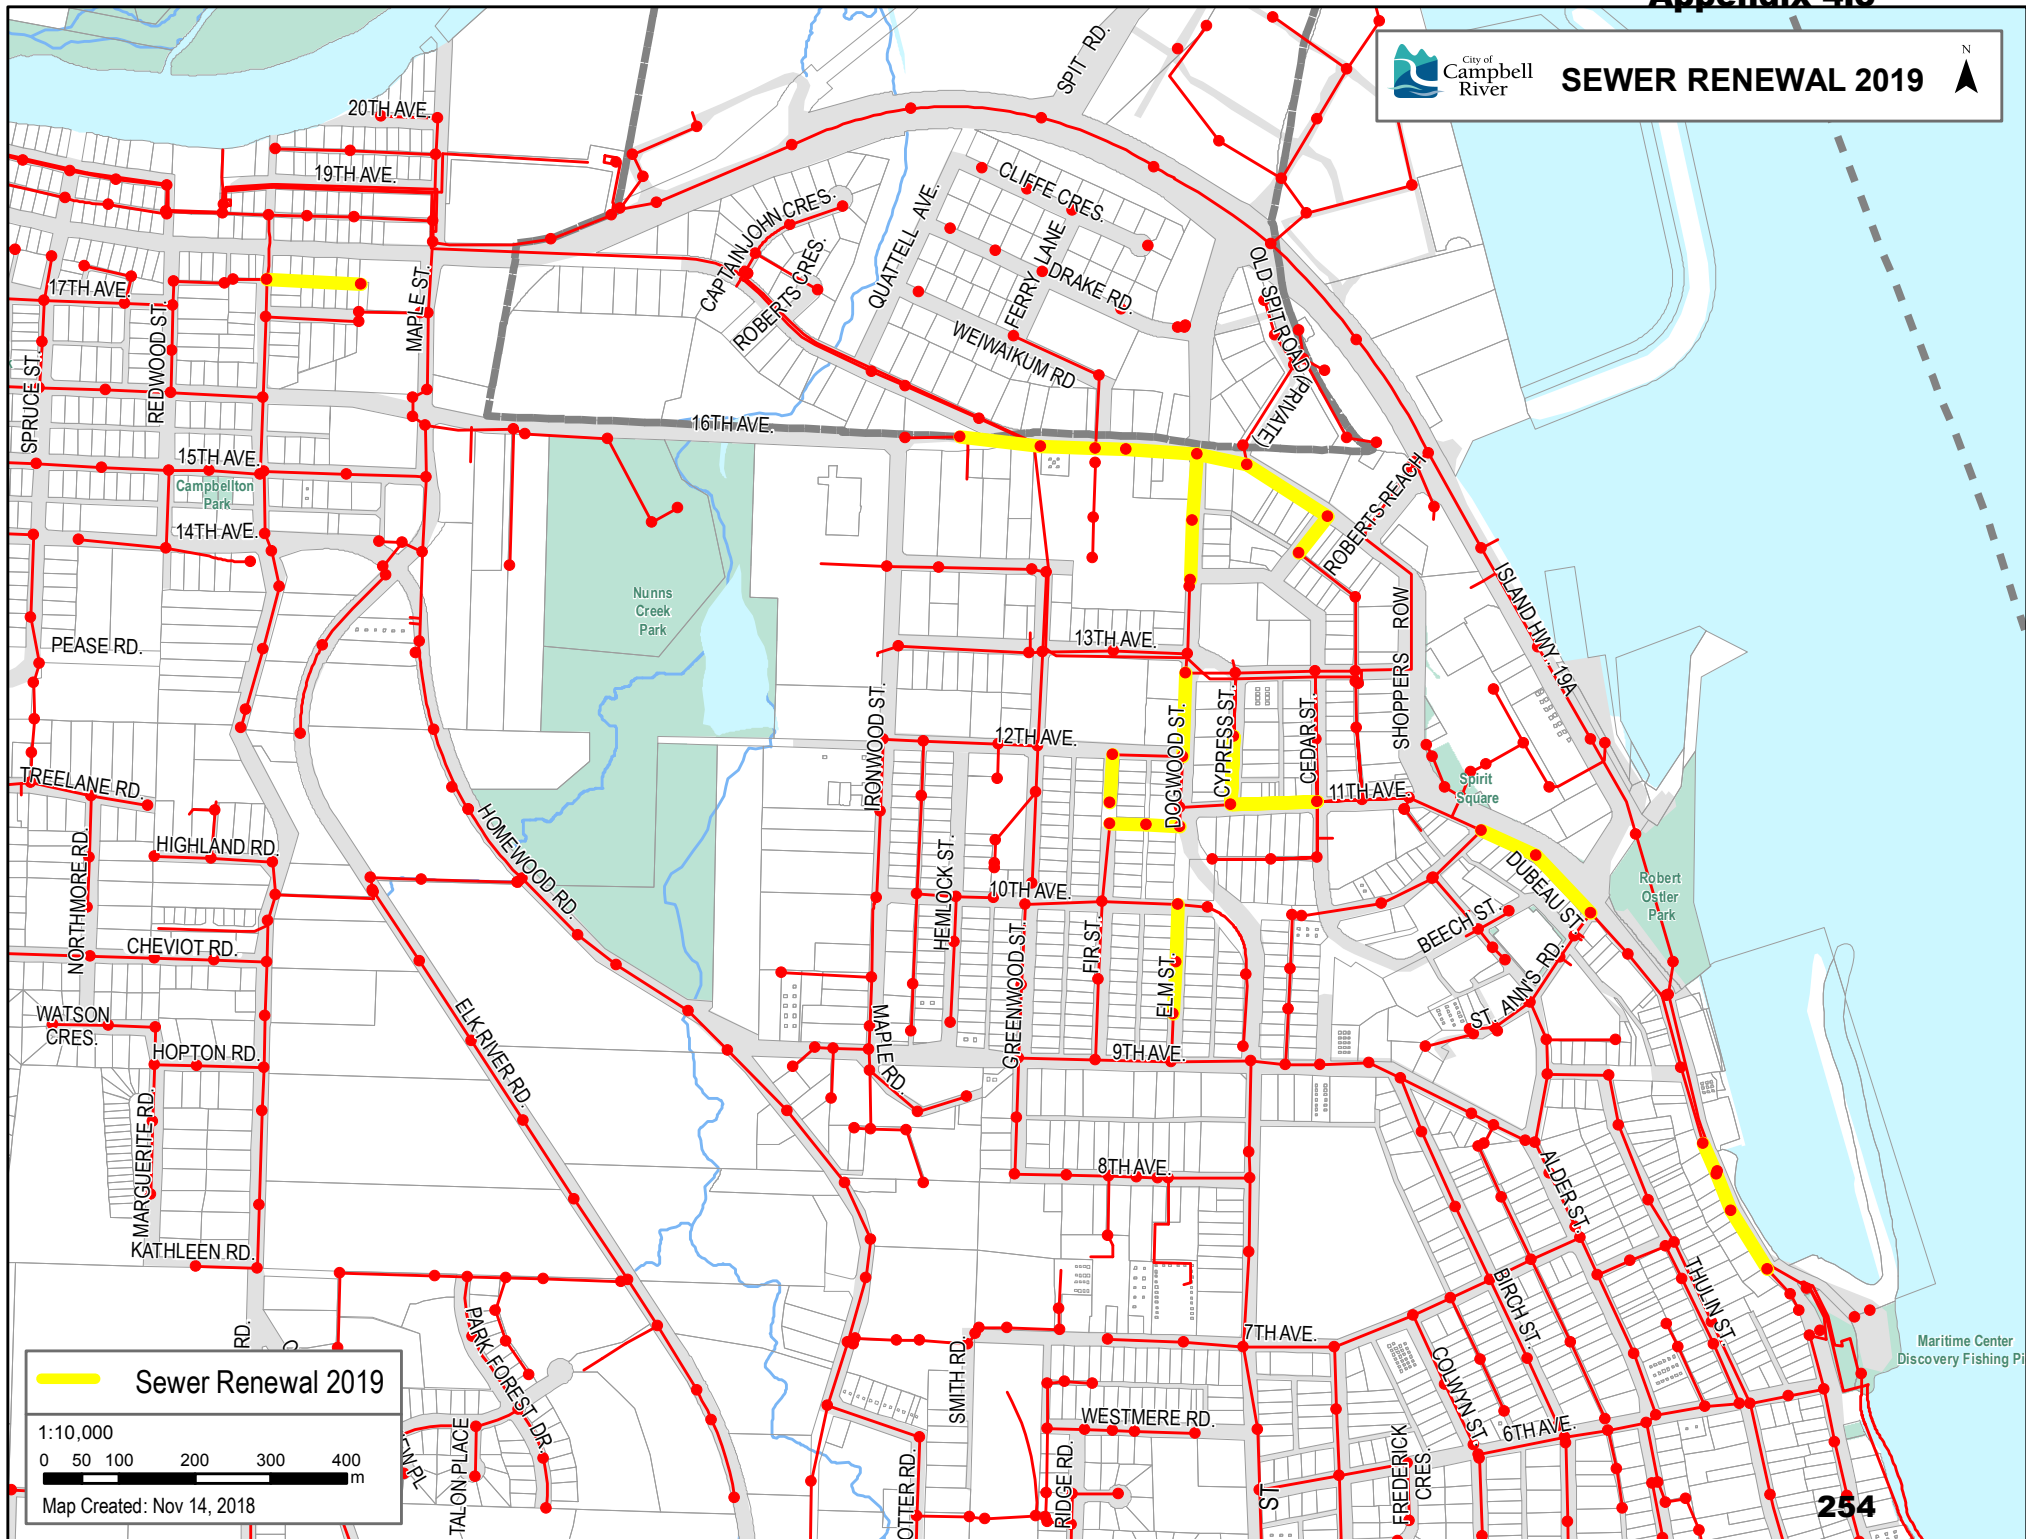 City of
Campbell
River
SEWER RENEWAL 2019
N
SPIT RD.
20TH AVE.
19TH AVE.
CLIFFE CRES.
CAPTAIN JOHN CRES.
QUATTELL AVE.
FERRY LANE
ROBERTS CRES.
DRAKE RD.
OLD SPIT ROAD (PRIVATE)
17TH AVE.
REDWOOD ST.
MAPLE ST.
SPRUCE ST.
WEIWAIKUM RD
16TH AVE.
15TH AVE.
Campbellton
Park
14TH AVE.
ROBERTS REACH
ISLAND HWY. 19A
Nunns
Creek
Park
PEASE RD.
13TH AVE.
SHOPPERS ROW
IRONWOOD ST.
12TH AVE.
DOGWOOD ST.
CYPRESS ST.
CEDAR ST.
TREELANE RD.
11TH AVE.
Spirit
Square
NORTHMORE RD.
HIGHLAND RD.
HOMEWOOD RD.
HEMLOCK ST.
10TH AVE.
DUBEAU ST.
Robert
Ostler
Park
BEECH ST.
CHEVIOT RD.
GREENWOOD ST.
FIR ST.
ELM ST.
ST. ANN'S RD.
WATSON
CRES.
HOPTON RD.
ELK RIVER RD.
MAPLE RD.
9TH AVE.
MARGUERITE RD.
8TH AVE.
ALDER ST.
KATHLEEN RD.
BIRCH ST.
THULIN ST.
PARK FOREST DR.
7TH AVE.
SMITH RD.
COLWYN ST.
Maritime Center
Discovery Fishing Pi
RD.
WESTMERE RD.
6TH AVE.
TALON PLACE
EW PL
OTTER RD.
RIDGE RD.
ST
FREDERICK
CRES.
Sewer Renewal 2019
1:10,000
0 50 100 200 300 400
m
Map Created: Nov 14, 2018
254